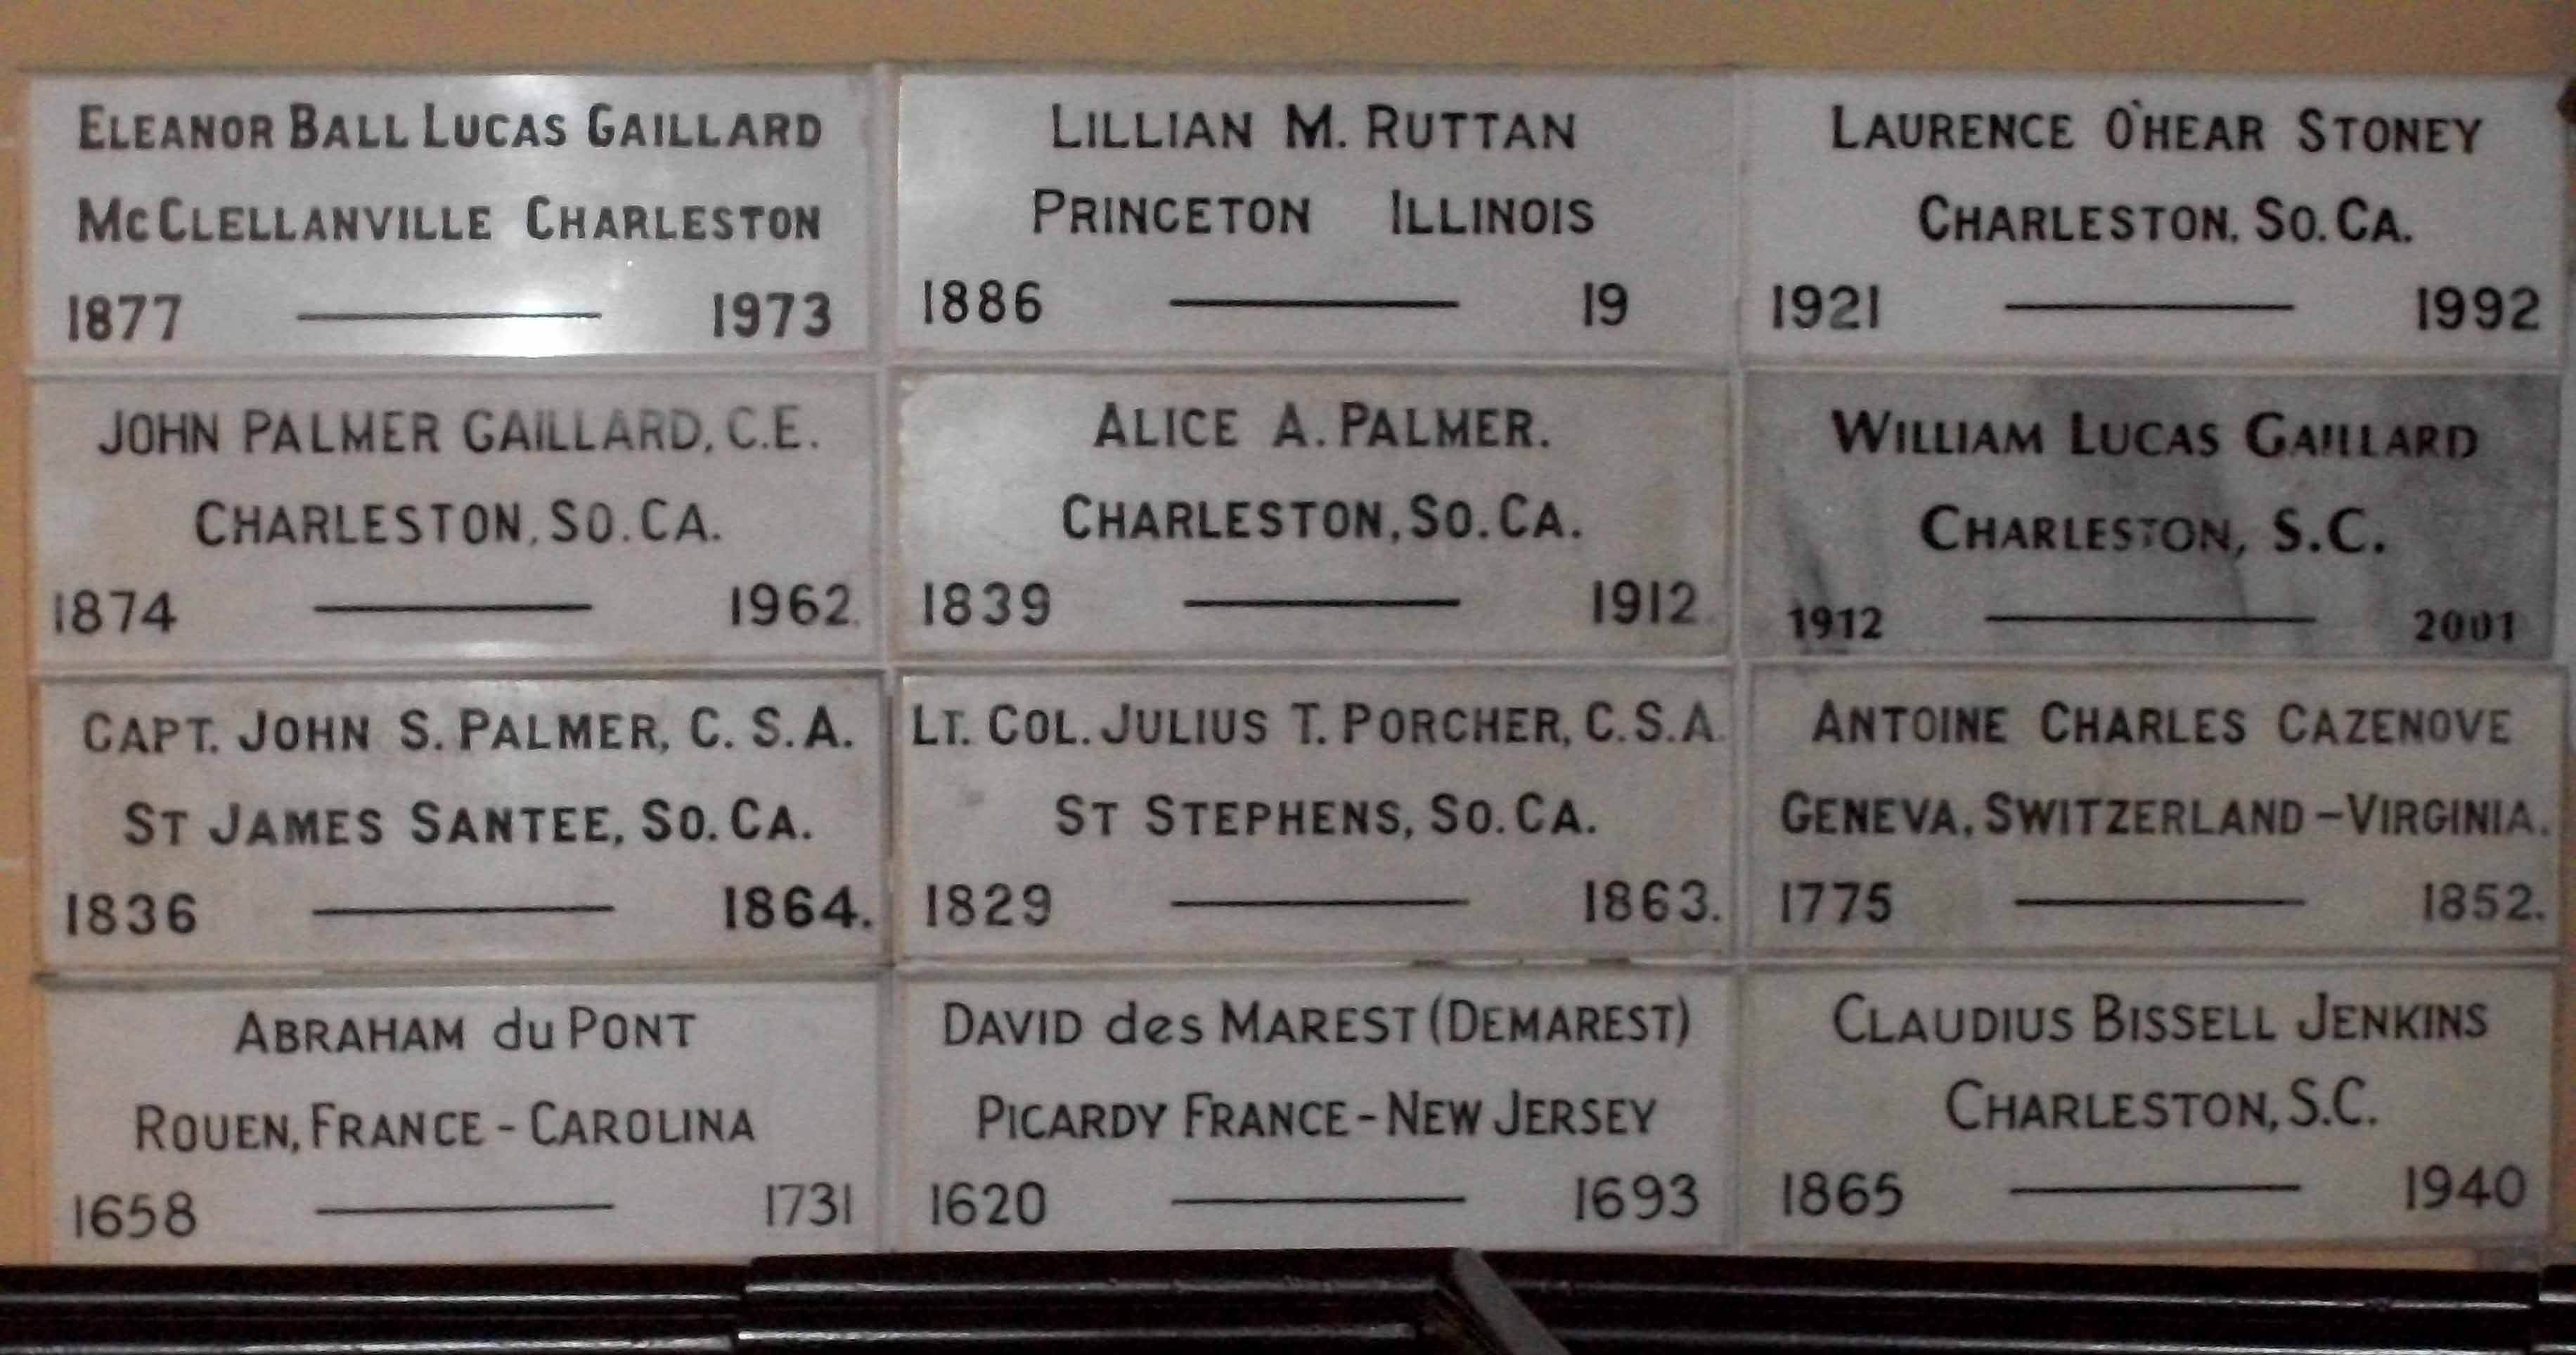 ELEANOR BALL LUCAS GAILLARD
McCLELLANVILLE CHARLESTON
1877 — 1973
LILLIAN M. RUTTAN
PRINCETON ILLINOIS
1886 — 19
LAURENCE O'HEAR STONEY
CHARLESTON, SO. CA.
1921 — 1992
JOHN PALMER GAILLARD, C.E.
CHARLESTON, SO. CA.
1874 — 1962.
ALICE A. PALMER.
CHARLESTON, SO. CA.
1839 — 1912
WILLIAM LUCAS GAILLARD
CHARLESTON, S.C.
1912 — 2001
CAPT. JOHN S. PALMER, C. S. A.
ST JAMES SANTEE, SO. CA.
1836 — 1864.
LT. COL. JULIUS T. PORCHER, C.S.A.
ST STEPHENS, SO. CA.
1829 — 1863.
ANTOINE CHARLES CAZENOVE
GENEVA, SWITZERLAND – VIRGINIA.
1775 — 1852.
ABRAHAM du PONT
ROUEN, FRANCE - CAROLINA
1658 — 1731
DAVID des MAREST (DEMAREST)
PICARDY FRANCE - NEW JERSEY
1620 — 1693
CLAUDIUS BISSELL JENKINS
CHARLESTON, S.C.
1865 — 1940